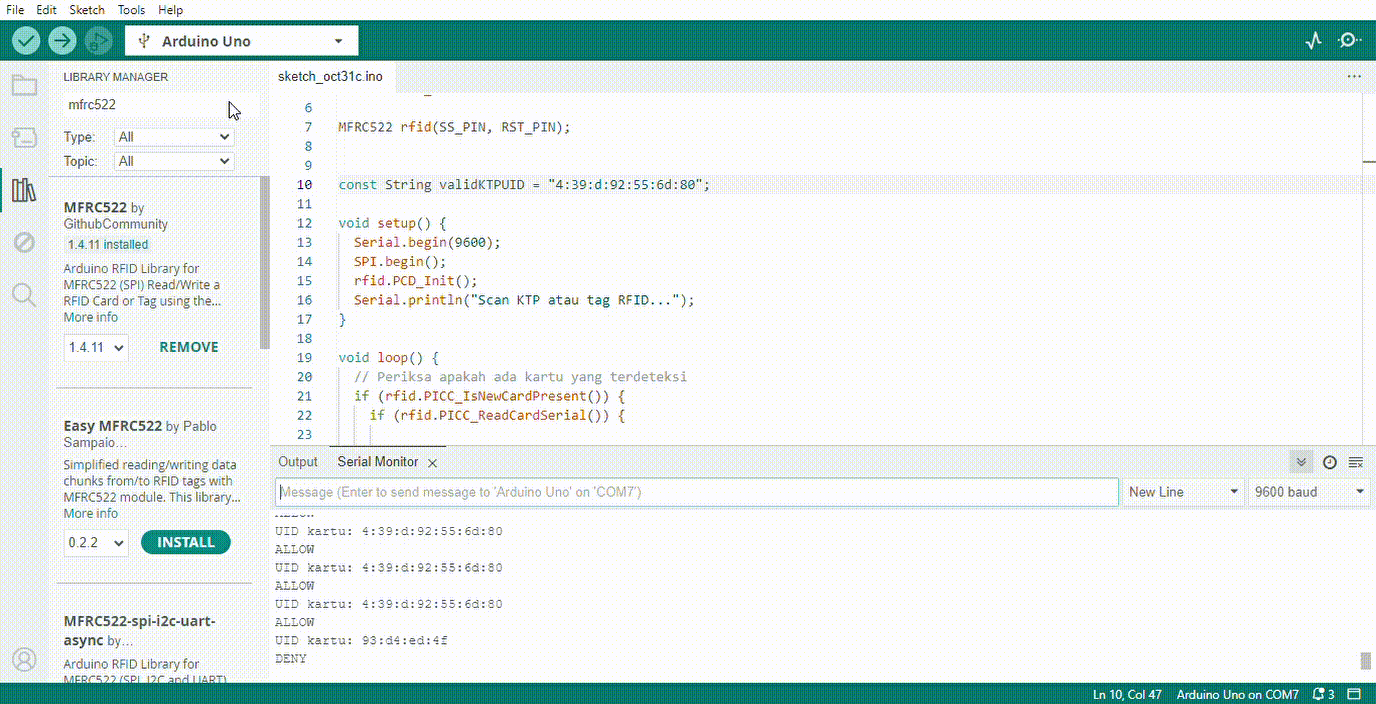 File Edit Sketch Tools Help
Arduino Uno
LIBRARY MANAGER
mfrc522
Type: All
Topic: All
MFRC522 by
GithubCommunity
1.4.11 installed
Arduino RFID Library for
MFRC522 (SPI) Read/Write a
RFID Card or Tag using the...
More info
1.4.11 REMOVE
Easy MFRC522 by Pablo
Sampaio...
Simplified reading/writing data
chunks from/to RFID tags with
MFRC522 module. This library...
More info
0.2.2 INSTALL
MFRC522-spi-i2c-uart-
async by...
Arduino RFID Library for
MFRC522 (SPI, I2C and UART)
sketch_oct31c.ino
6
7 MFRC522 rfid(SS_PIN, RST_PIN);
8
9
10 const String validKTPUID = "4:39:d:92:55:6d:80";
11
12 void setup() {
13 Serial.begin(9600);
14 SPI.begin();
15 rfid.PCD_Init();
16 Serial.println("Scan KTP atau tag RFID...");
17 }
18
19 void loop() {
20 // Periksa apakah ada kartu yang terdeteksi
21 if (rfid.PICC_IsNewCardPresent()) {
22 if (rfid.PICC_ReadCardSerial()) {
23
Output Serial Monitor
Message (Enter to send message to 'Arduino Uno' on 'COM7') New Line 9600 baud
ALLOW
UID kartu: 4:39:d:92:55:6d:80
ALLOW
UID kartu: 4:39:d:92:55:6d:80
ALLOW
UID kartu: 4:39:d:92:55:6d:80
ALLOW
UID kartu: 93:d4:ed:4f
DENY
Ln 10, Col 47 Arduino Uno on COM7 3